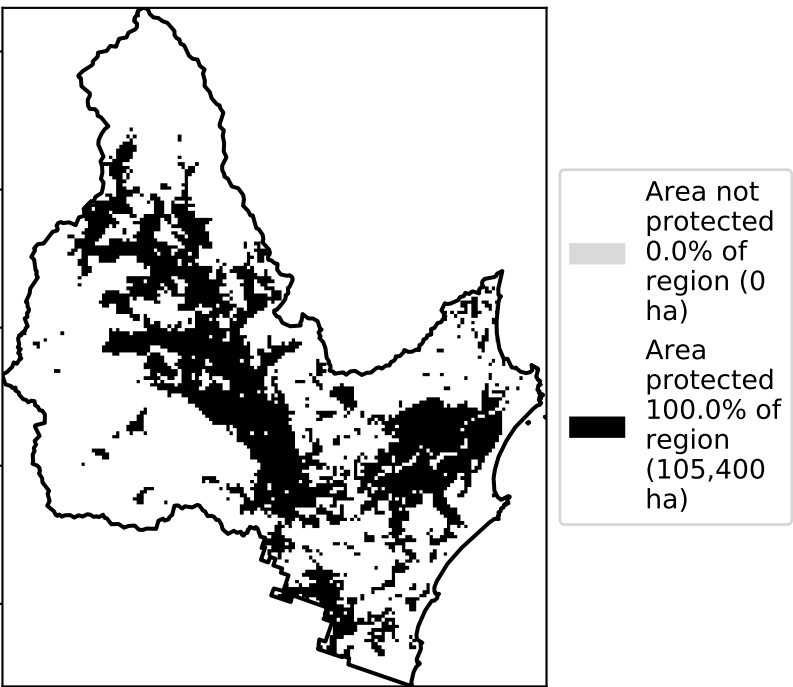 Area not
protected
0.0% of
region (0
ha)
Area
protected
100.0% of
region
(105,400
ha)